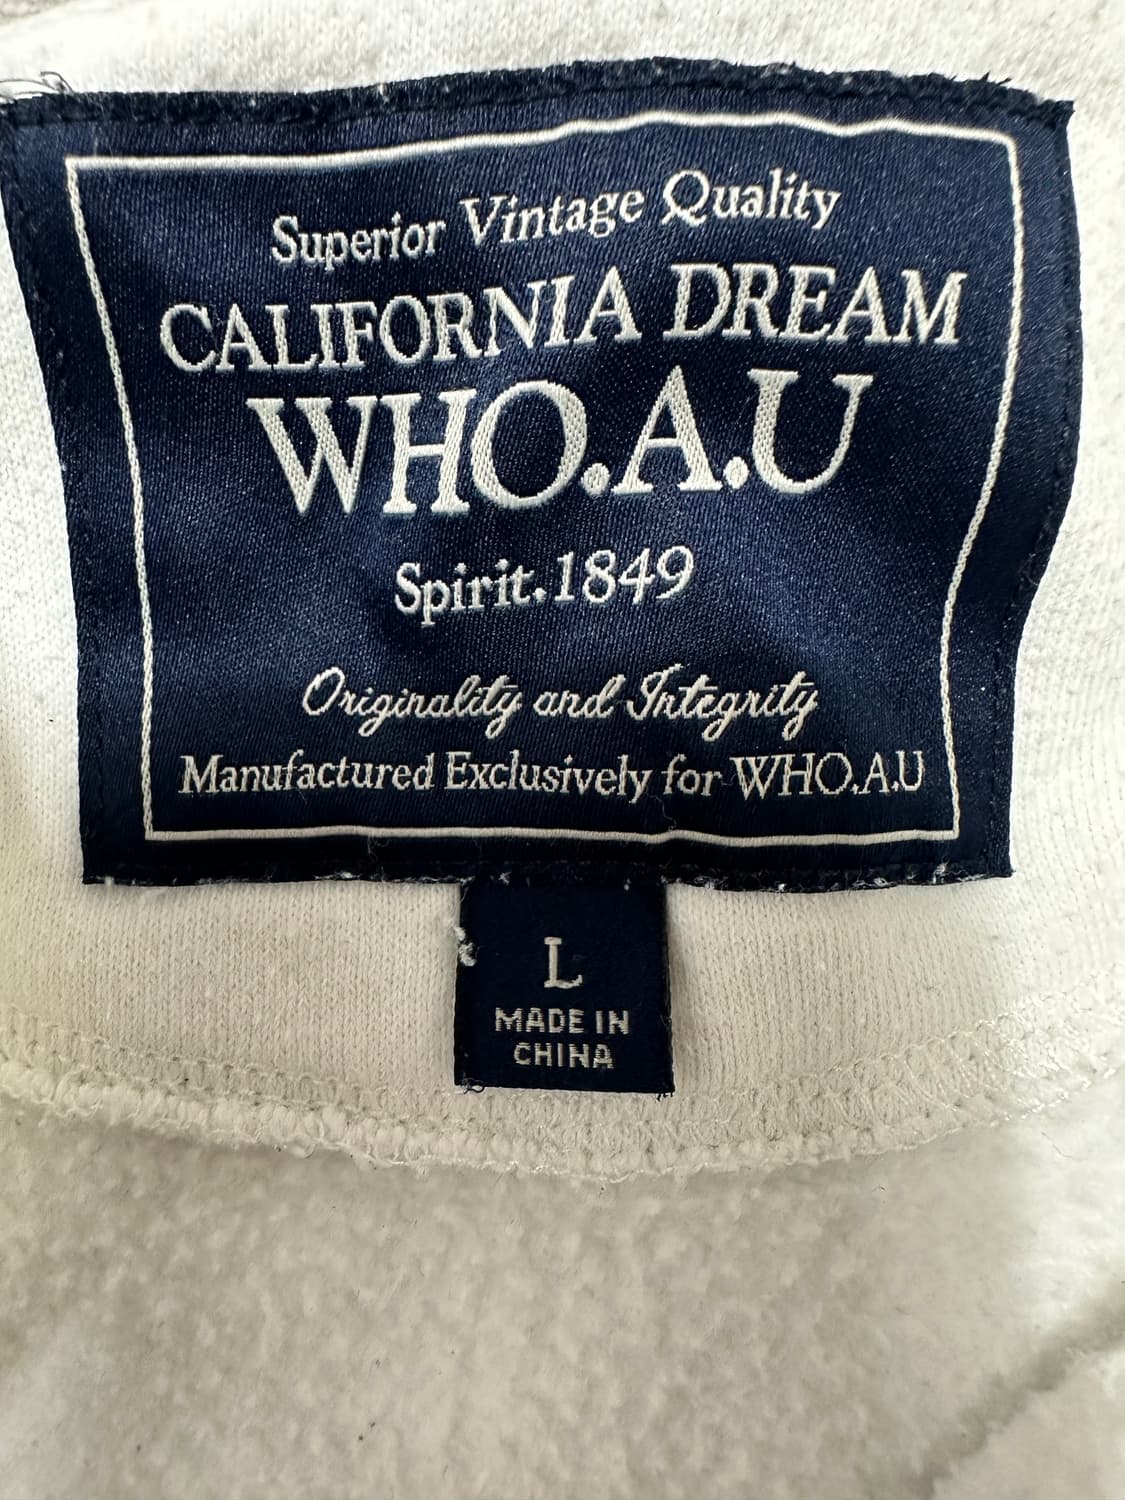 Superior Vintage Quality
CALIFORNIA DREAM
WHO.A.U
Spirit.1849
Originality and Integrity
Manufactured Exclusively for WHO.A.U
L
MADE IN
CHINA